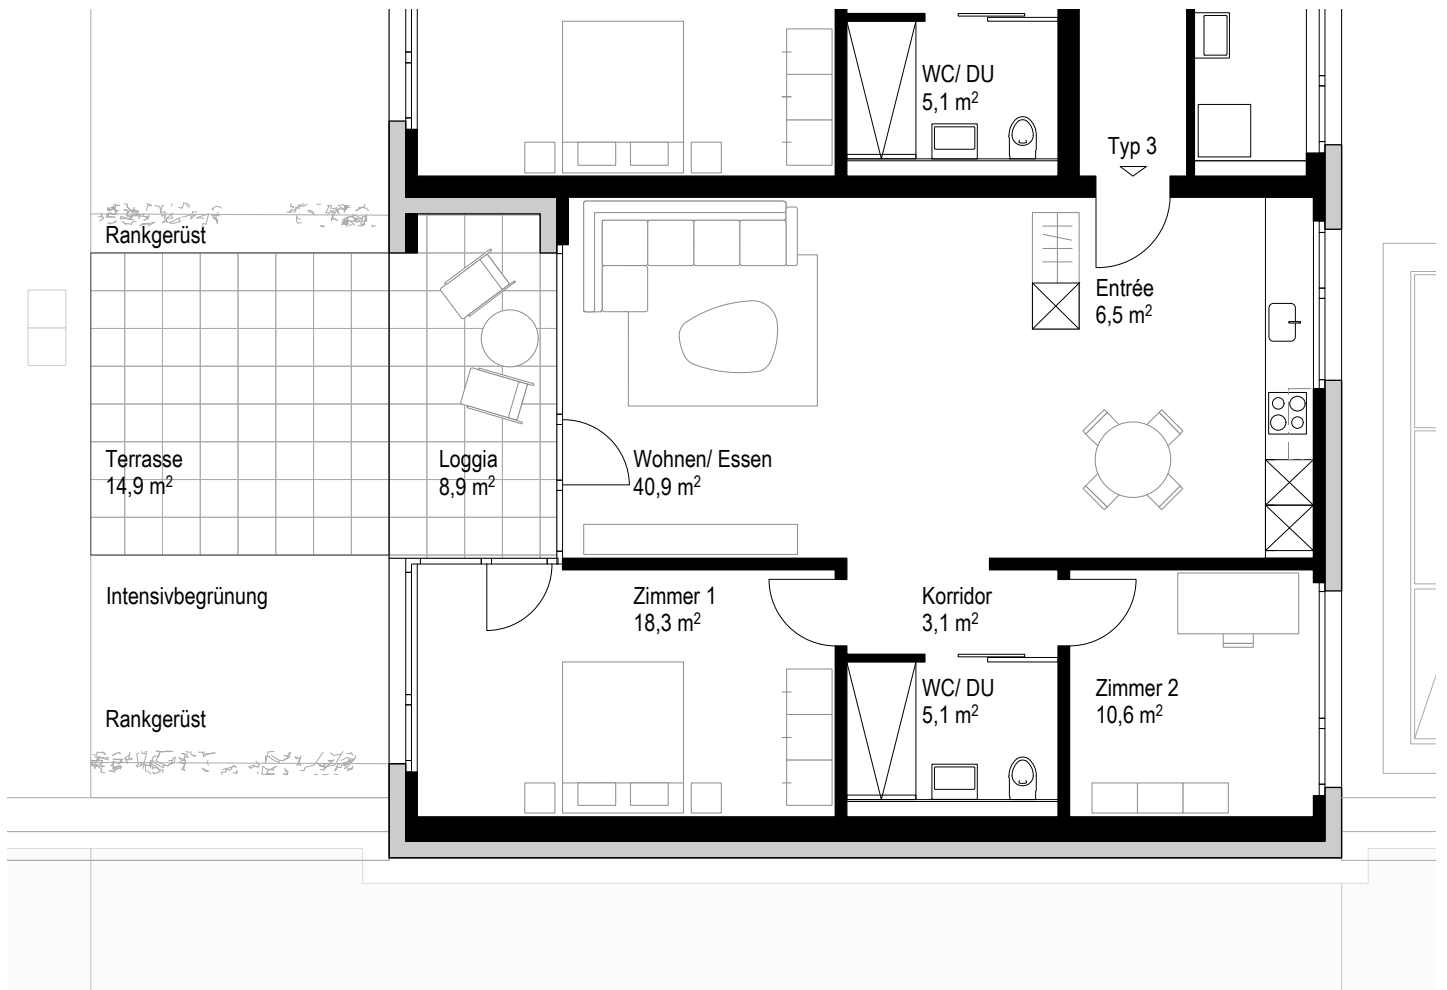 WC/ DU
5,1 m²
Typ 3
Rankgerüst
Entrée
6,5 m²
Terrasse
14,9 m²
Loggia
8,9 m²
Wohnen/ Essen
40,9 m²
Intensivbegrünung
Zimmer 1
18,3 m²
Korridor
3,1 m²
WC/ DU
5,1 m²
Zimmer 2
10,6 m²
Rankgerüst